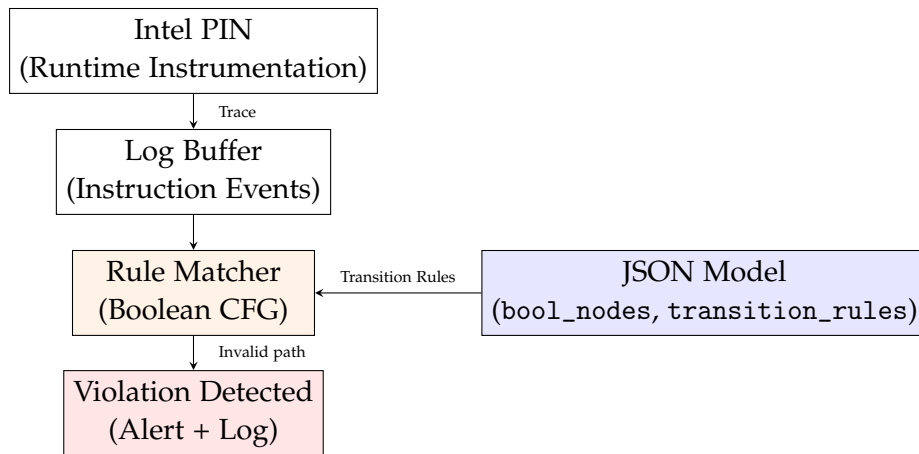 Intel PIN
(Runtime Instrumentation)
Trace
Log Buffer
(Instruction Events)
Rule Matcher
(Boolean CFG)
Transition Rules
JSON Model
(bool_nodes, transition_rules)
Invalid path
Violation Detected
(Alert + Log)